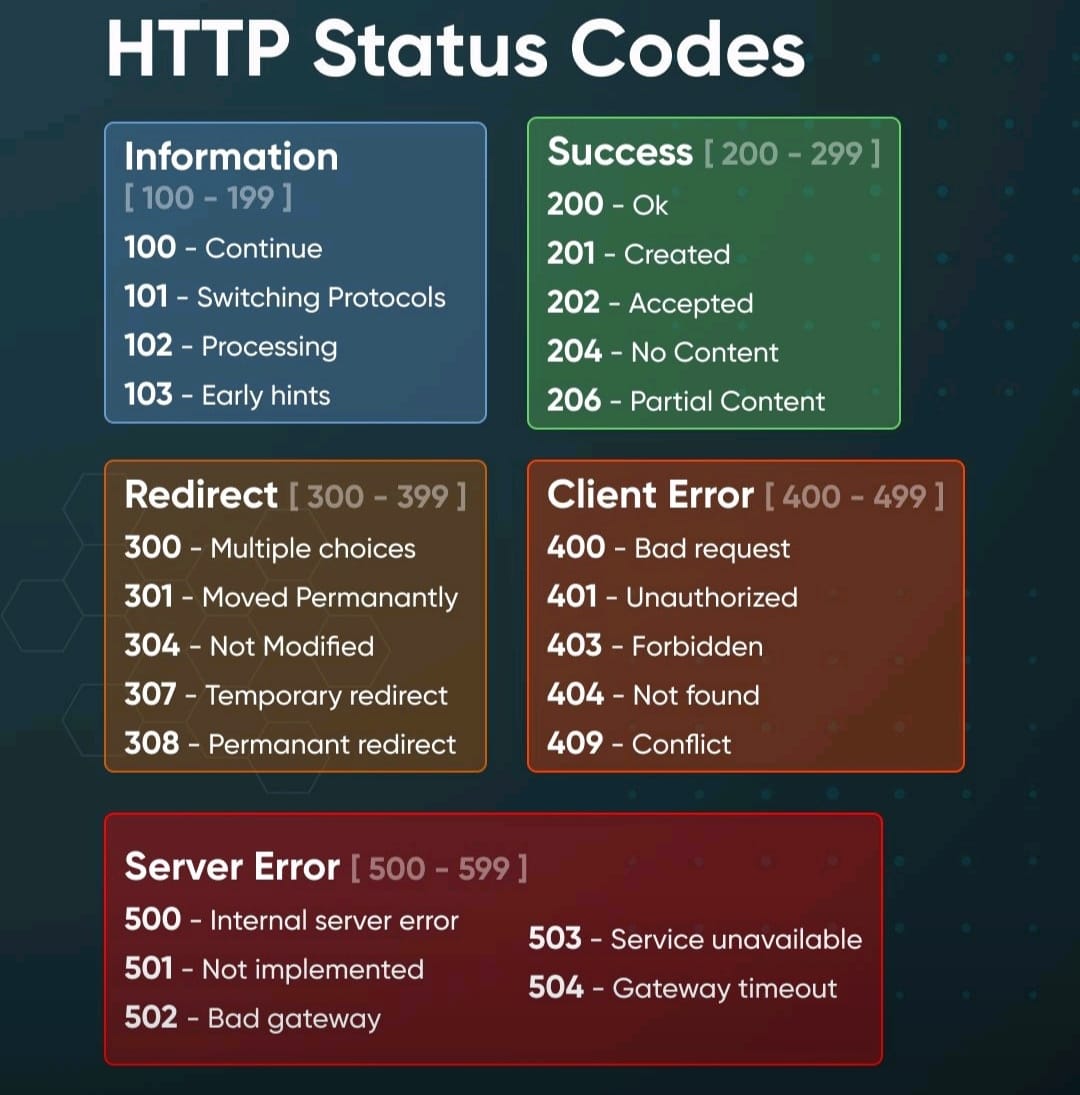 HTTP Status Codes
Information
[ 100 - 199 ]
100 - Continue
101 - Switching Protocols
102 - Processing
103 - Early hints
Success [ 200 - 299 ]
200 - Ok
201 - Created
202 - Accepted
204 - No Content
206 - Partial Content
Redirect [ 300 - 399 ]
300 - Multiple choices
301 - Moved Permanantly
304 - Not Modified
307 - Temporary redirect
308 - Permanant redirect
Client Error [ 400 - 499 ]
400 - Bad request
401 - Unauthorized
403 - Forbidden
404 - Not found
409 - Conflict
Server Error [ 500 - 599 ]
500 - Internal server error
501 - Not implemented
502 - Bad gateway
503 - Service unavailable
504 - Gateway timeout